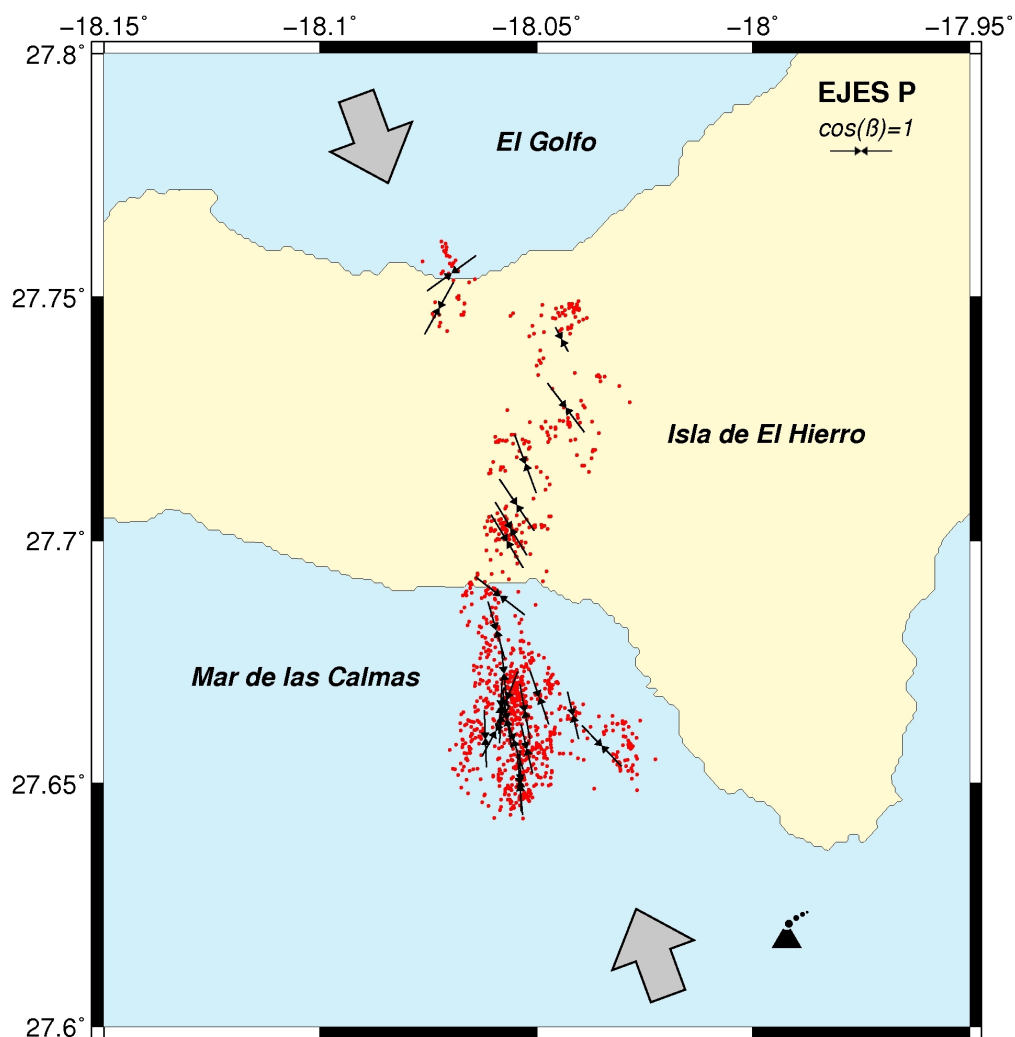 −18.15˚ −18.1˚ −18.05˚ −18˚ −17.95˚
27.8˚
EJES P
cos(ß)=1
El Golfo
27.75˚
Isla de El Hierro
27.7˚
Mar de las Calmas
27.65˚
27.6˚